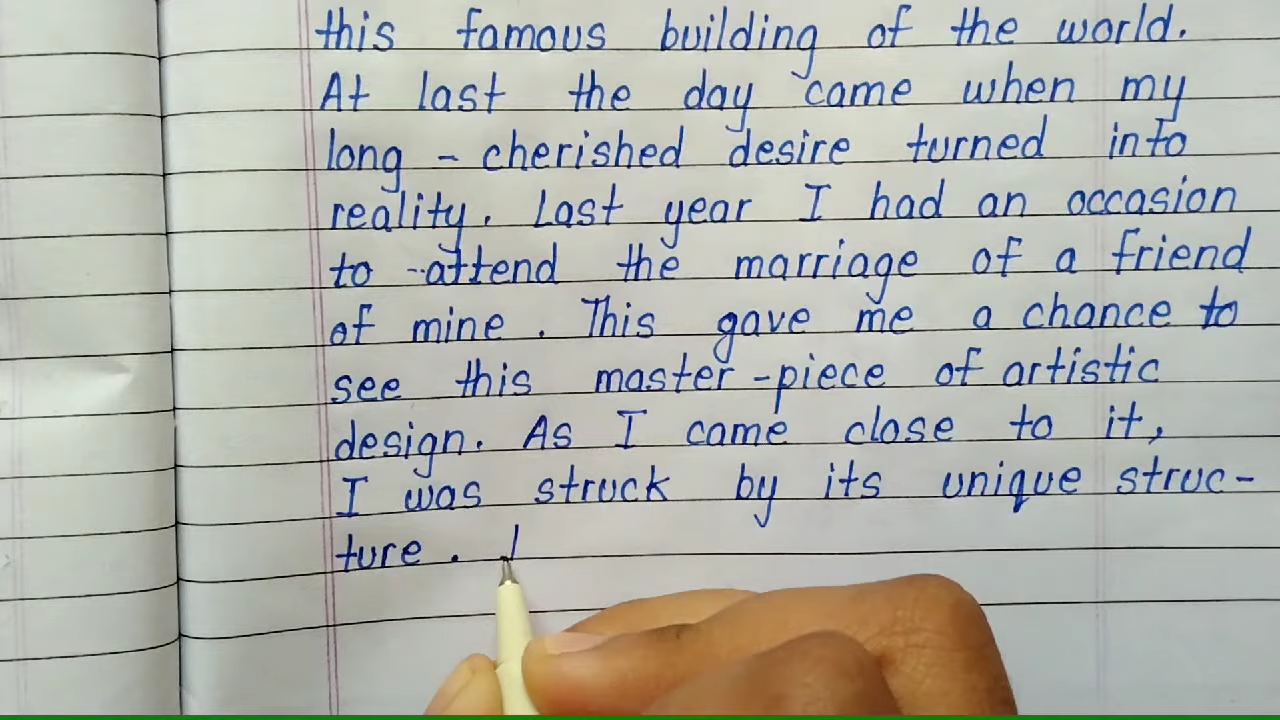 this famous building of the world.
At last the day came when my
long - cherished desire turned into
reality. Last year I had an occasion
to attend the marriage of a friend
of mine. This gave me a chance to
see this master-piece of artistic
design. As I came close to it,
I was struck by its unique struc-
ture.